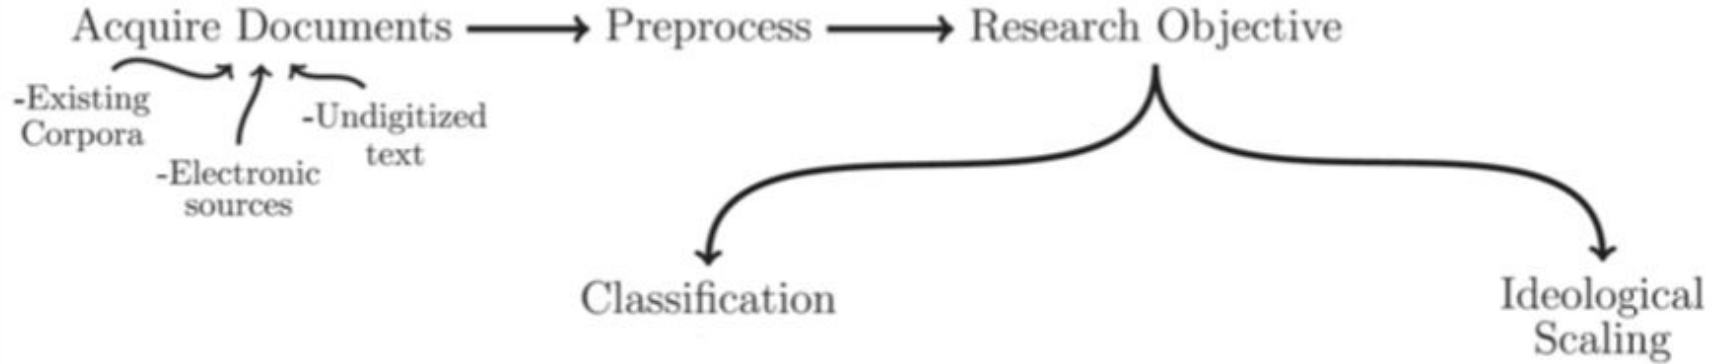 Acquire Documents Preprocess Research Objective
-Existing
Corpora
-Undigitized
text
-Electronic
sources
Classification
Ideological
Scaling